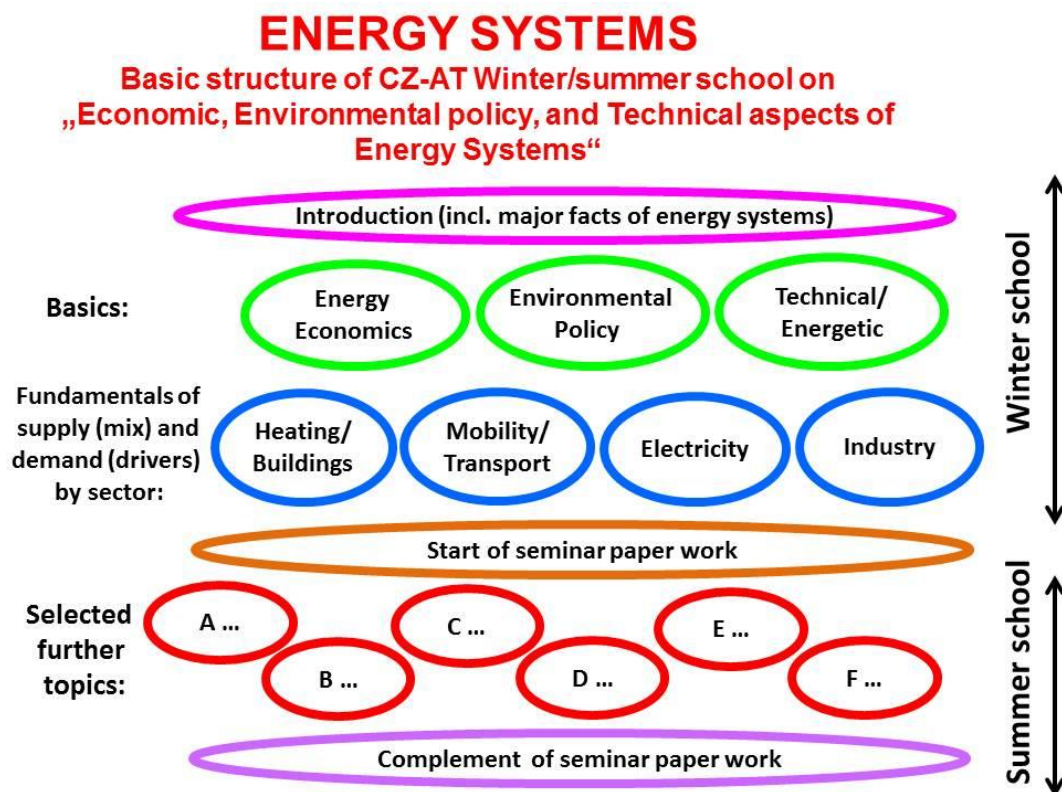 ENERGY SYSTEMS
Basic structure of CZ-AT Winter/summer school on
„Economic, Environmental policy, and Technical aspects of
Energy Systems“
Introduction (incl. major facts of energy systems)
Basics:
Energy
Economics
Environmental
Policy
Technical/
Energetic
Winter school
Fundamentals of
supply (mix) and
demand (drivers)
by sector:
Heating/
Buildings
Mobility/
Transport
Electricity
Industry
Start of seminar paper work
Selected
further
topics:
A ...
B ...
C ...
D ...
E ...
F ...
Summer school
Complement of seminar paper work